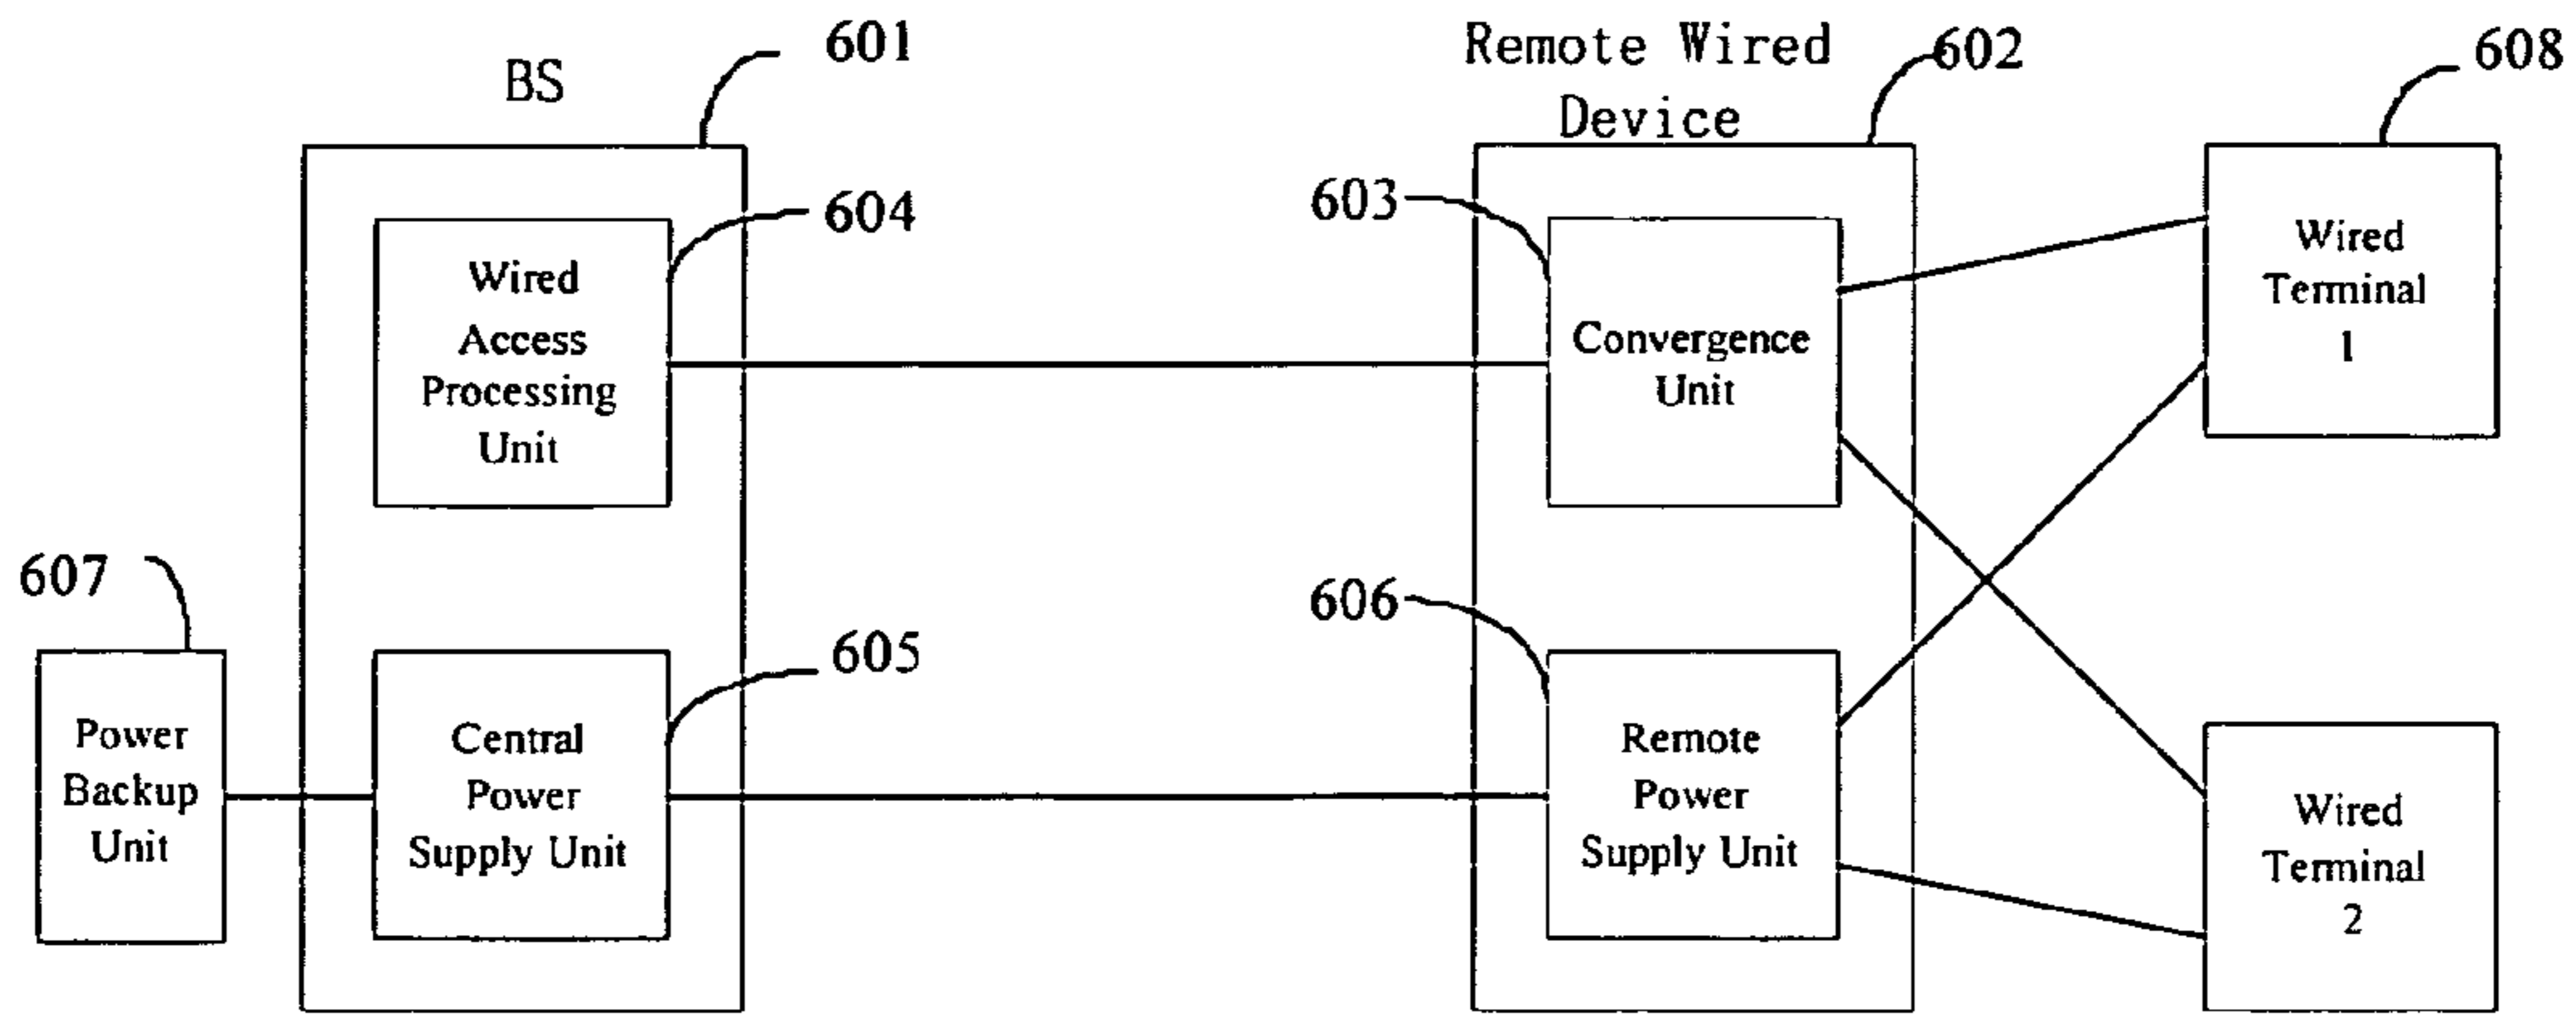 BS
601
Remote Wired
Device
602
608
604
Wired
Access
Processing
Unit
603
Convergence
Unit
Wired
Terminal
1
607
Power
Backup
Unit
605
Central
Power
Supply Unit
606
Remote
Power
Supply Unit
Wired
Terminal
2